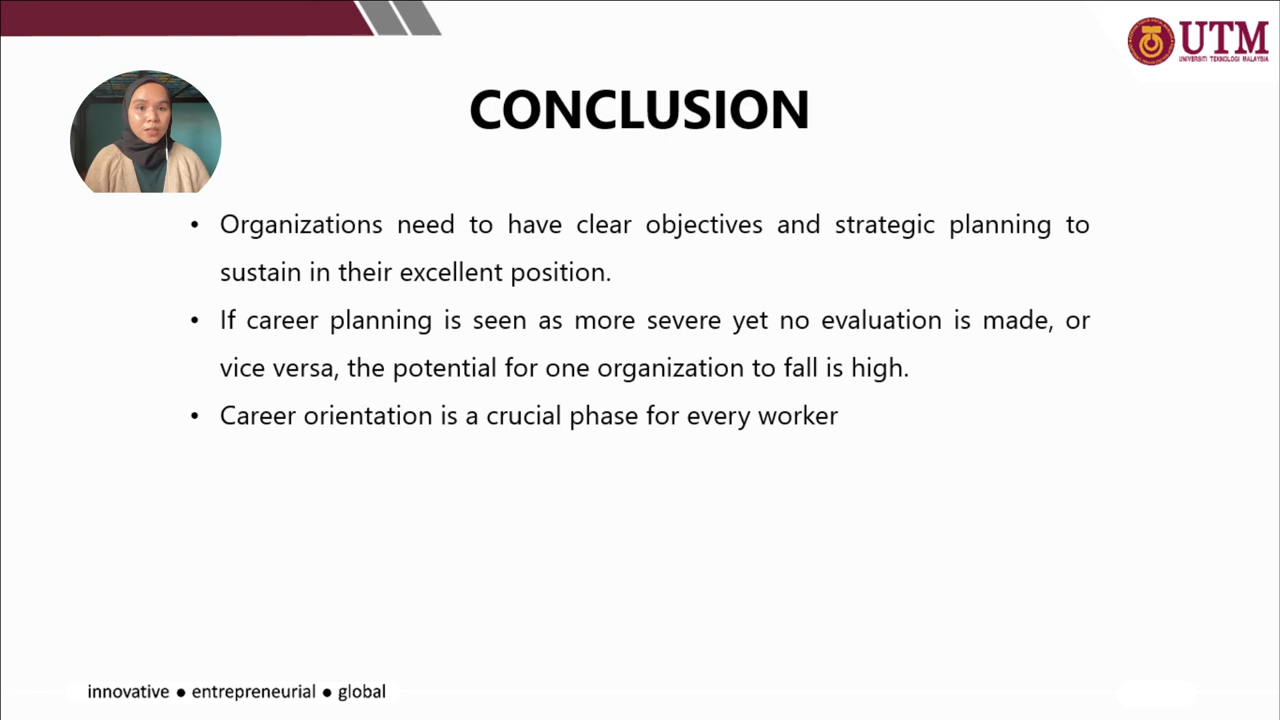 UTM
UNIVERSITI TEKNOLOGI MALAYSIA
CONCLUSION
• Organizations need to have clear objectives and strategic planning to
sustain in their excellent position.
• If career planning is seen as more severe yet no evaluation is made, or
vice versa, the potential for one organization to fall is high.
• Career orientation is a crucial phase for every worker
innovative ● entrepreneurial ● global